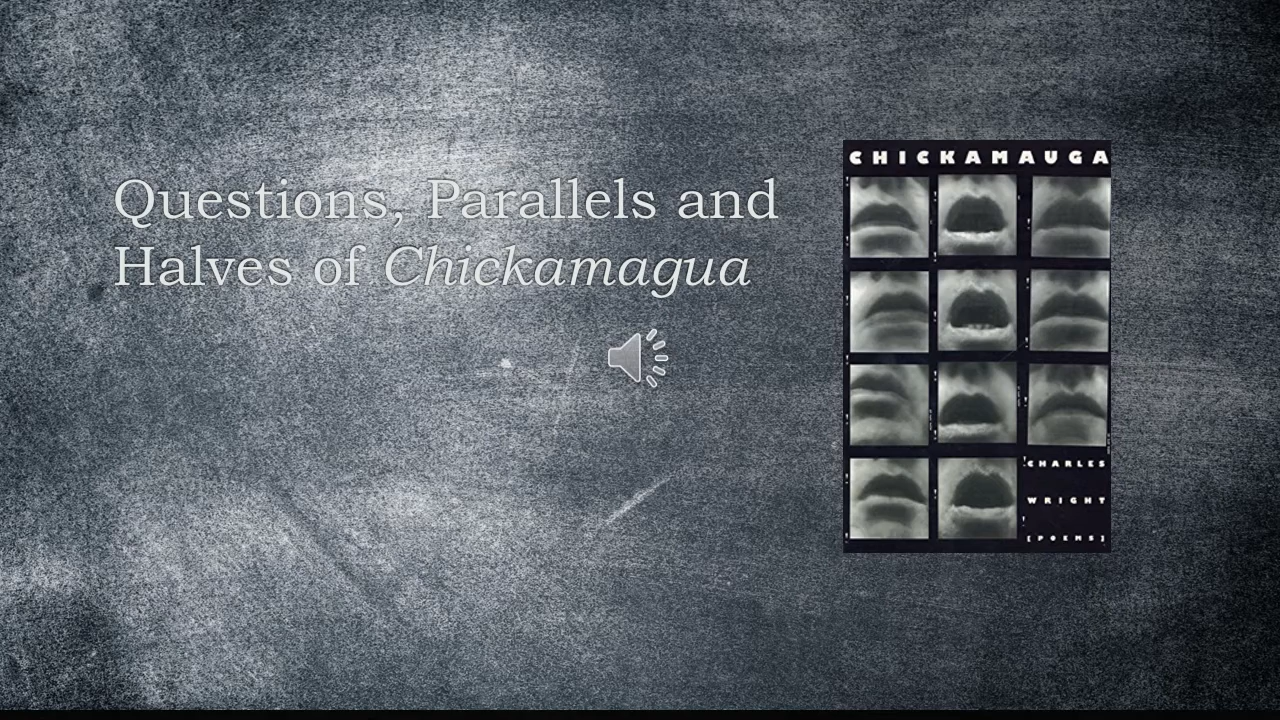 Questions, Parallels and
Halves of Chickamagua
CHICKAMAUGA
CHARLES
WRIGHT
[POEMS]